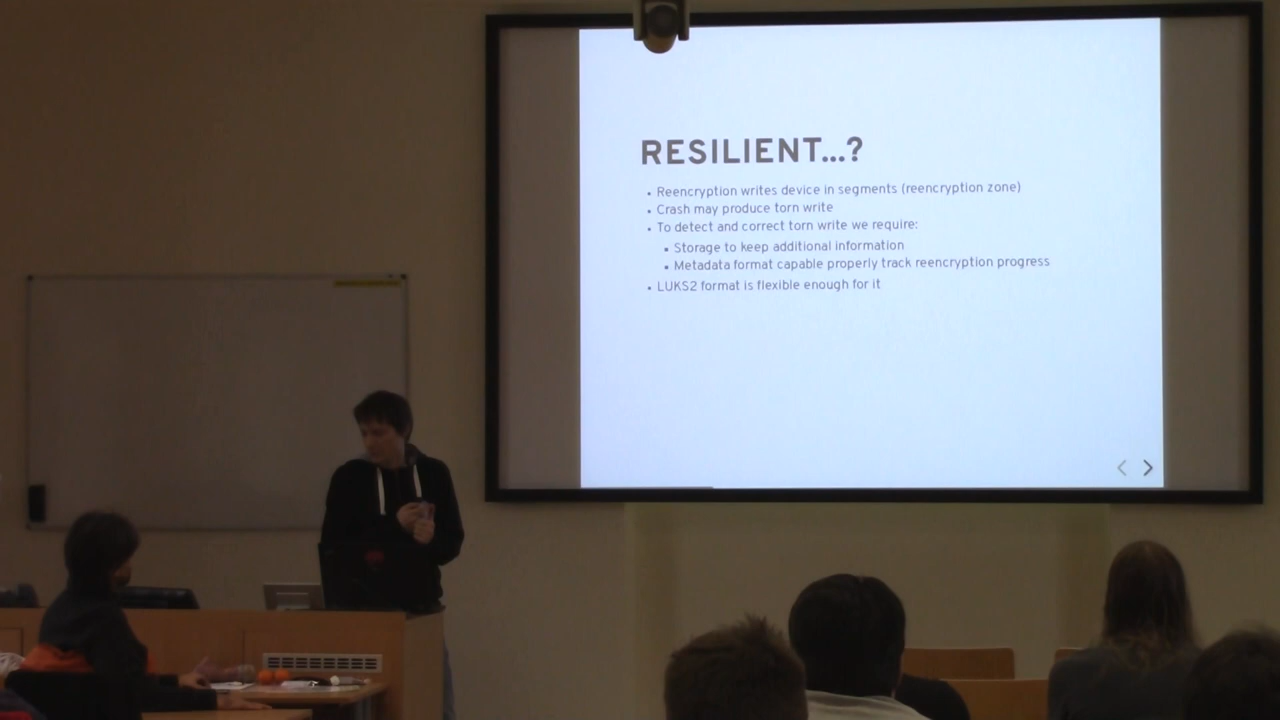 RESILIENT...?
Reencryption writes device in segments (reencryption zone)
Crash may produce torn write
To detect and correct torn write we require:
Storage to keep additional information
Metadata format capable properly track reencryption progress
LUKS2 format is flexible enough for it